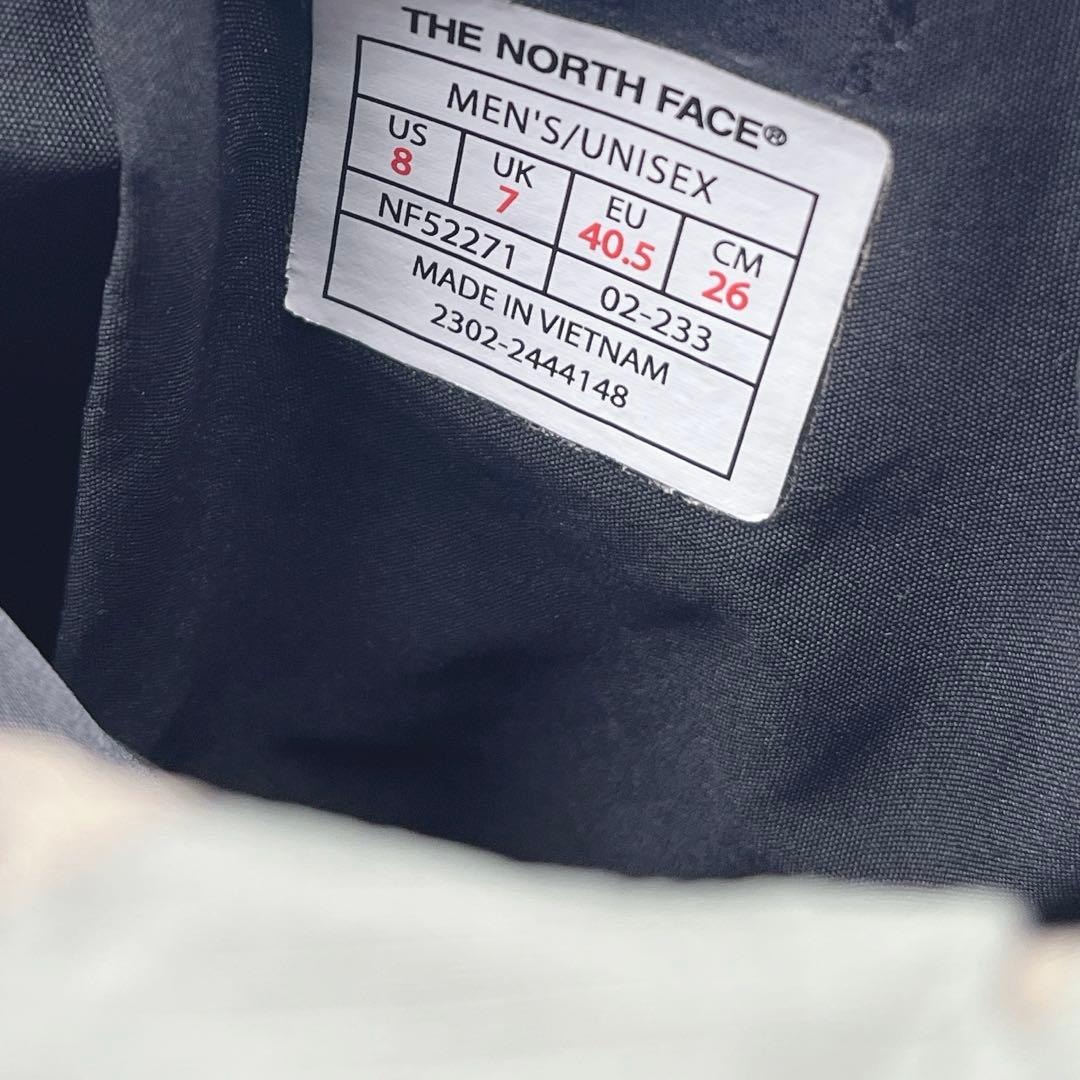 THE NORTH FACE®
MEN'S/UNISEX
US UK EU CM
8 7 40.5 26
NF52271 02-233
MADE IN VIETNAM
2302-2444148